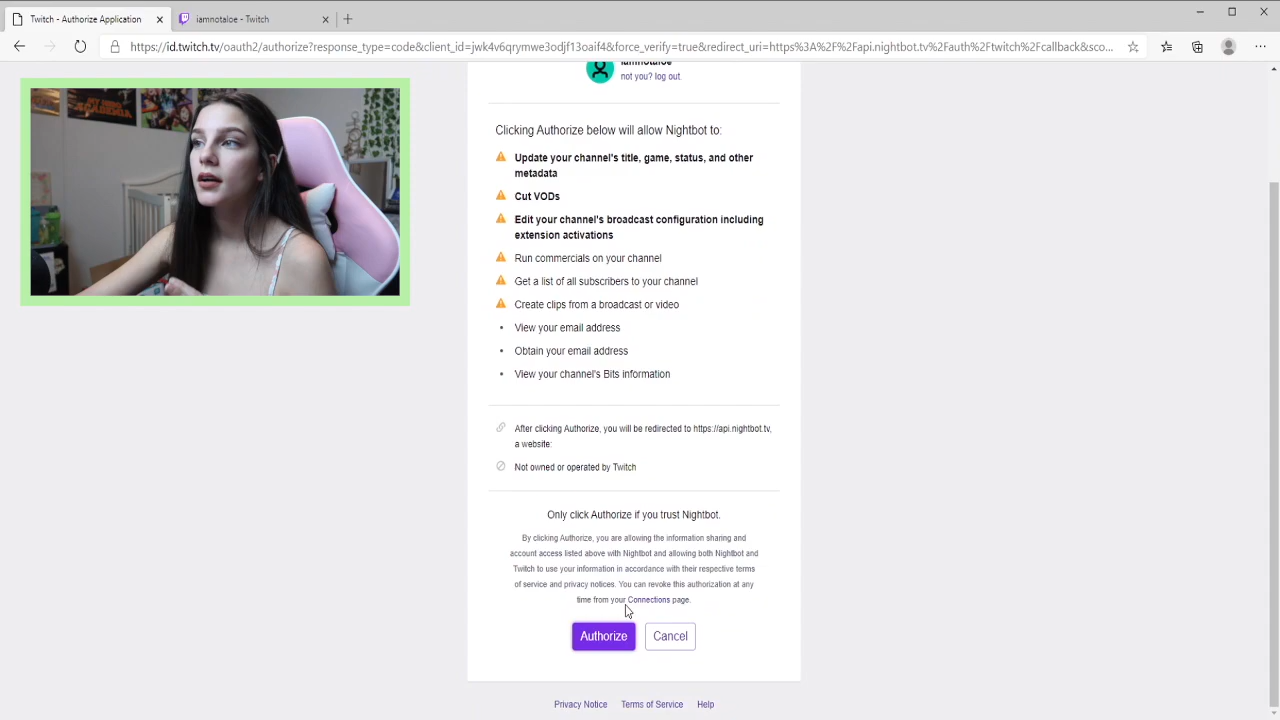 Twitch - Authorize Application
iamnotaloe - Twitch
https://id.twitch.tv/oauth2/authorize?response_type=code&client_id=jwk4v6qrymwe3odjf13oaif4&force_verify=true&redirect_uri=https%3A%2F%2Fapi.nightbot.tv%2Fauth%2Ftwitch%2Fcallback&sco...
iamnotaloe
not you? log out.
Clicking Authorize below will allow Nightbot to:
Update your channel's title, game, status, and other
metadata
Cut VODs
Edit your channel's broadcast configuration including
extension activations
Run commercials on your channel
Get a list of all subscribers to your channel
Create clips from a broadcast or video
View your email address
Obtain your email address
View your channel's Bits information
After clicking Authorize, you will be redirected to https://api.nightbot.tv,
a website:
Not owned or operated by Twitch
Only click Authorize if you trust Nightbot.
By clicking Authorize, you are allowing the information sharing and
account access listed above with Nightbot and allowing both Nightbot and
Twitch to use your information in accordance with their respective terms
of service and privacy notices. You can revoke this authorization at any
time from your Connections page.
Authorize Cancel
Privacy Notice Terms of Service Help